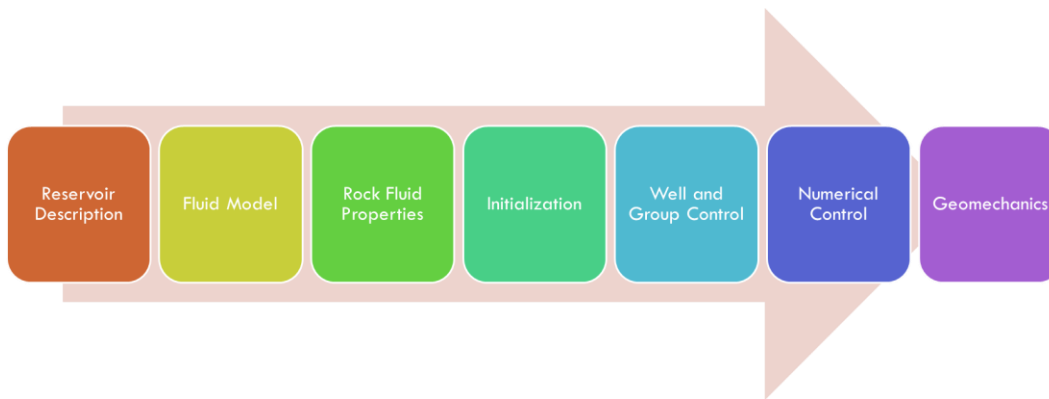 Reservoir
Description
Fluid Model
Rock Fluid
Properties
Initialization
Well and
Group Control
Numerical
Control
Geomechanics